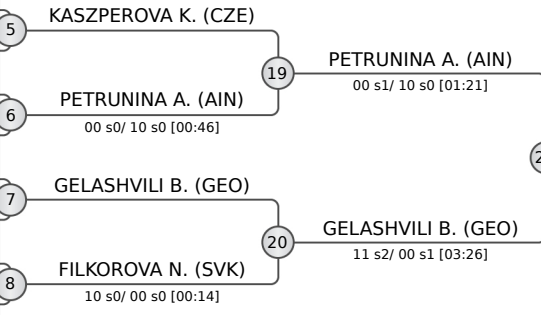 KASZPEROVA K. (CZE)
5
PETRUNINA A. (AIN)
19
00 s1/ 10 s0 [01:21]
PETRUNINA A. (AIN)
6
00 s0/ 10 s0 [00:46]
GELASHVILI B. (GEO)
7
GELASHVILI B. (GEO)
20
11 s2/ 00 s1 [03:26]
FILKOROVA N. (SVK)
8
10 s0/ 00 s0 [00:14]